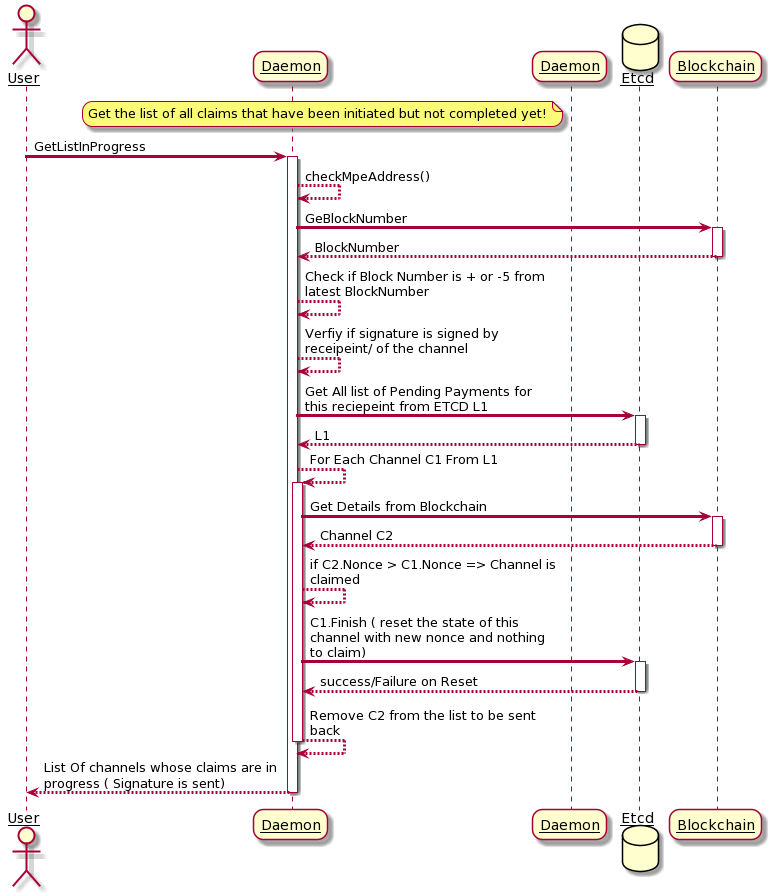 User
Daemon
Daemon
Etcd
Blockchain
Get the list of all claims that have been initiated but not completed yet!
GetListInProgress
checkMpeAddress()
GeBlockNumber
BlockNumber
Check if Block Number is + or -5 from
latest BlockNumber
Verfiy if signature is signed by
receipeint/ of the channel
Get All list of Pending Payments for
this reciepeint from ETCD L1
L1
For Each Channel C1 From L1
Get Details from Blockchain
Channel C2
if C2.Nonce > C1.Nonce => Channel is
claimed
C1.Finish ( reset the state of this
channel with new nonce and nothing
to claim)
success/Failure on Reset
Remove C2 from the list to be sent
back
List Of channels whose claims are in
progress ( Signature is sent)
User
Daemon
Daemon
Etcd
Blockchain